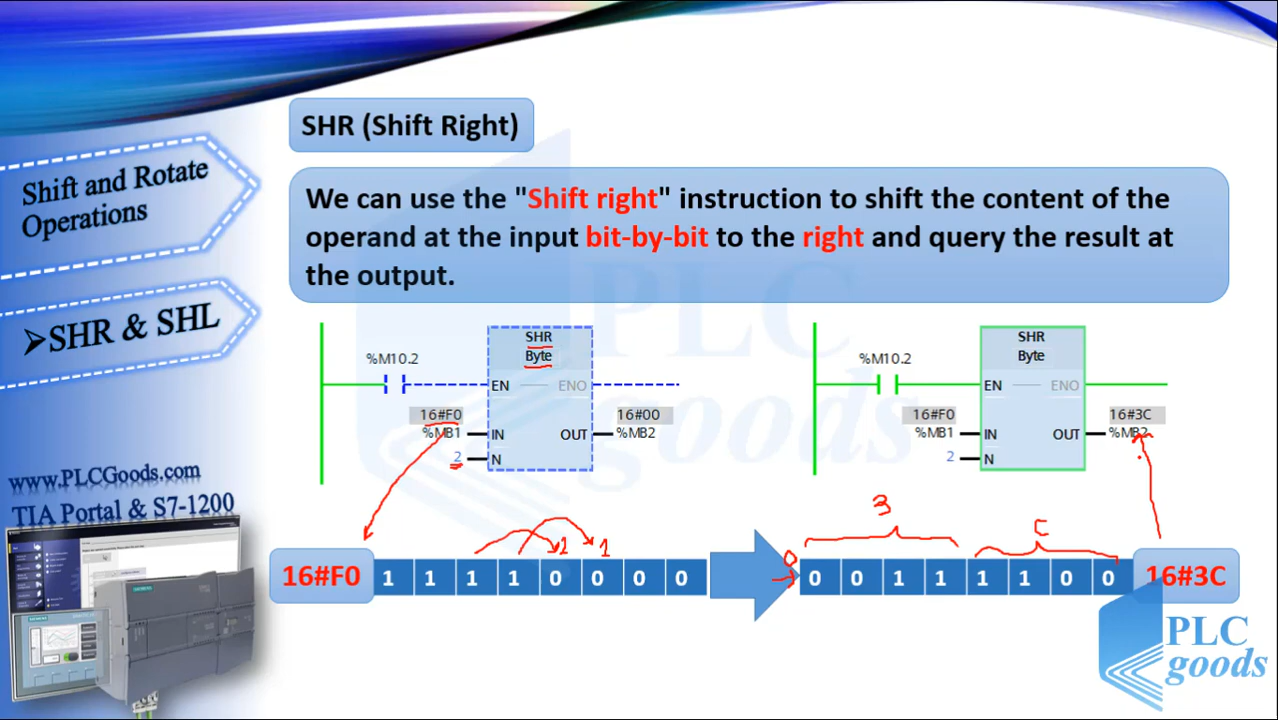 SHR (Shift Right)
We can use the "Shift right" instruction to shift the content of the
operand at the input bit-by-bit to the right and query the result at
the output.
Shift and Rotate
Operations
➢SHR & SHL
www.PLCGoods.com
TIA Portal & S7-1200
SHR
Byte
%M10.2
EN
ENO
16#F0
%MB1
IN
OUT
16#00
%MB2
2
N
SHR
Byte
%M10.2
EN
ENO
16#F0
%MB1
IN
OUT
16#3C
%MB2
2
N
3
C
1
1
0
16#F0
1 1 1 1 0 0 0 0
0 0 1 1 1 1 0 0
16#3C
PLC
goods
PLC
goods